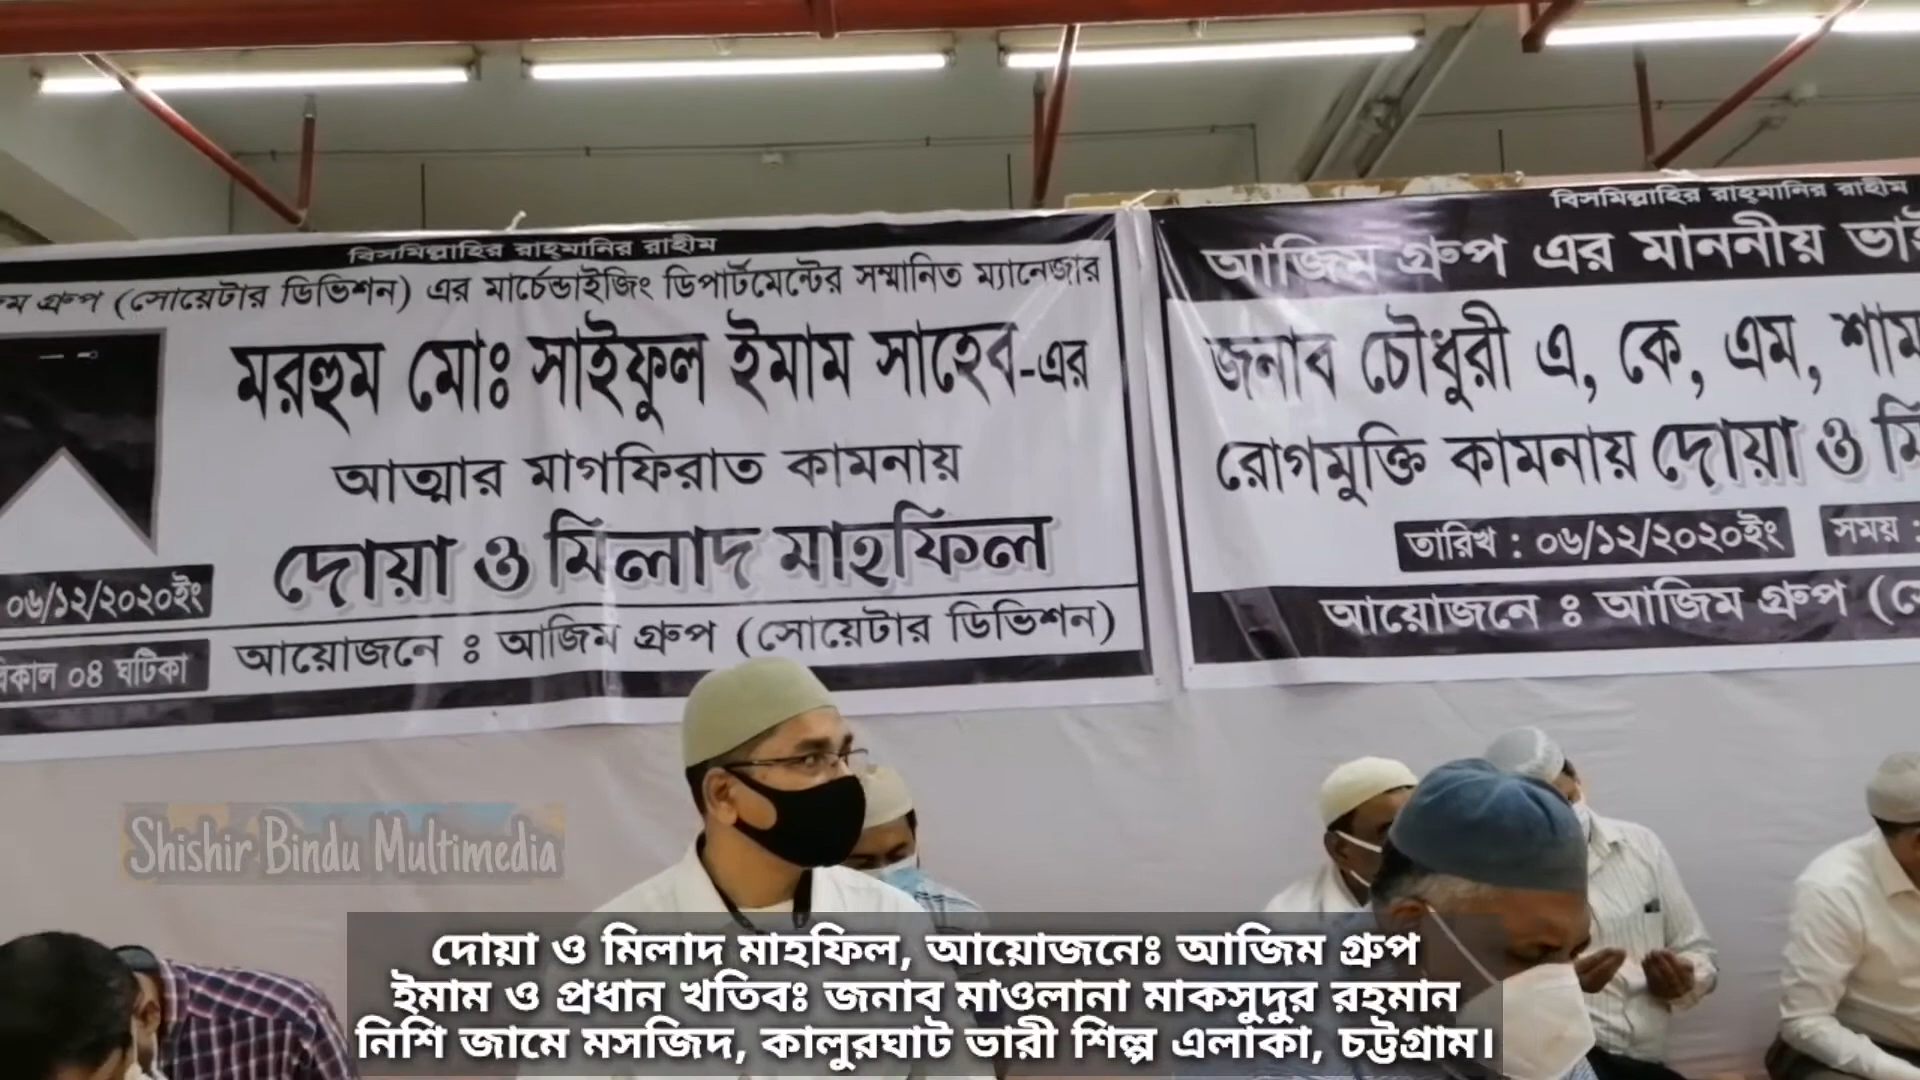 বিসমিল্লাহির রাহ্‌মানির রাহীম
গ্রুপ (সোয়েটার ডিভিশন) এর মার্চেন্ডাইজিং ডিপার্টমেন্টের সম্মানিত ম্যানেজার
মরহুম মোঃ সাইফুল ইমাম সাহেব-এর
আত্মার মাগফিরাত কামনায়
দোয়া ও মিলাদ মাহফিল
০৬/১২/২০২০ইং
আয়োজনে ঃ আজিম গ্রুপ (সোয়েটার ডিভিশন)
০৪ ঘটিকা
বিসমিল্লাহির রাহ্‌মানির রাহীম
আজিম গ্রুপ এর মাননীয়
জনাব চৌধুরী এ, কে, এম,
রোগমুক্তি কামনায় দোয়া ও
তারিখ : ০৬/১২/২০২০ইং
সময় :
আয়োজনে ঃ আজিম গ্রুপ
Shishir Bindu Multimedia
দোয়া ও মিলাদ মাহফিল, আয়োজনেঃ আজিম গ্রুপ
ইমাম ও প্রধান খতিবঃ জনাব মাওলানা মাকসুদুর রহমান
নিশি জামে মসজিদ, কালুরঘাট ভারী শিল্প এলাকা, চট্টগ্রাম।